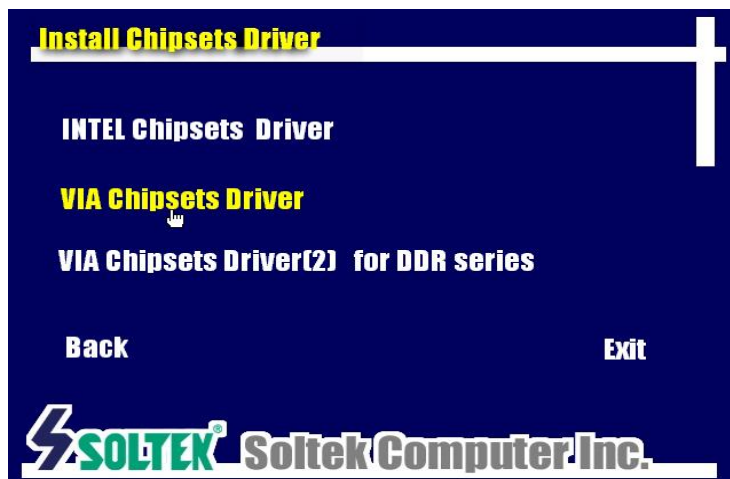 Install Chipsets Driver
INTEL Chipsets Driver
VIA Chipsets Driver
VIA Chipsets Driver(2) for DDR series
Back Exit
SOLTEK® Soltek Computer Inc.